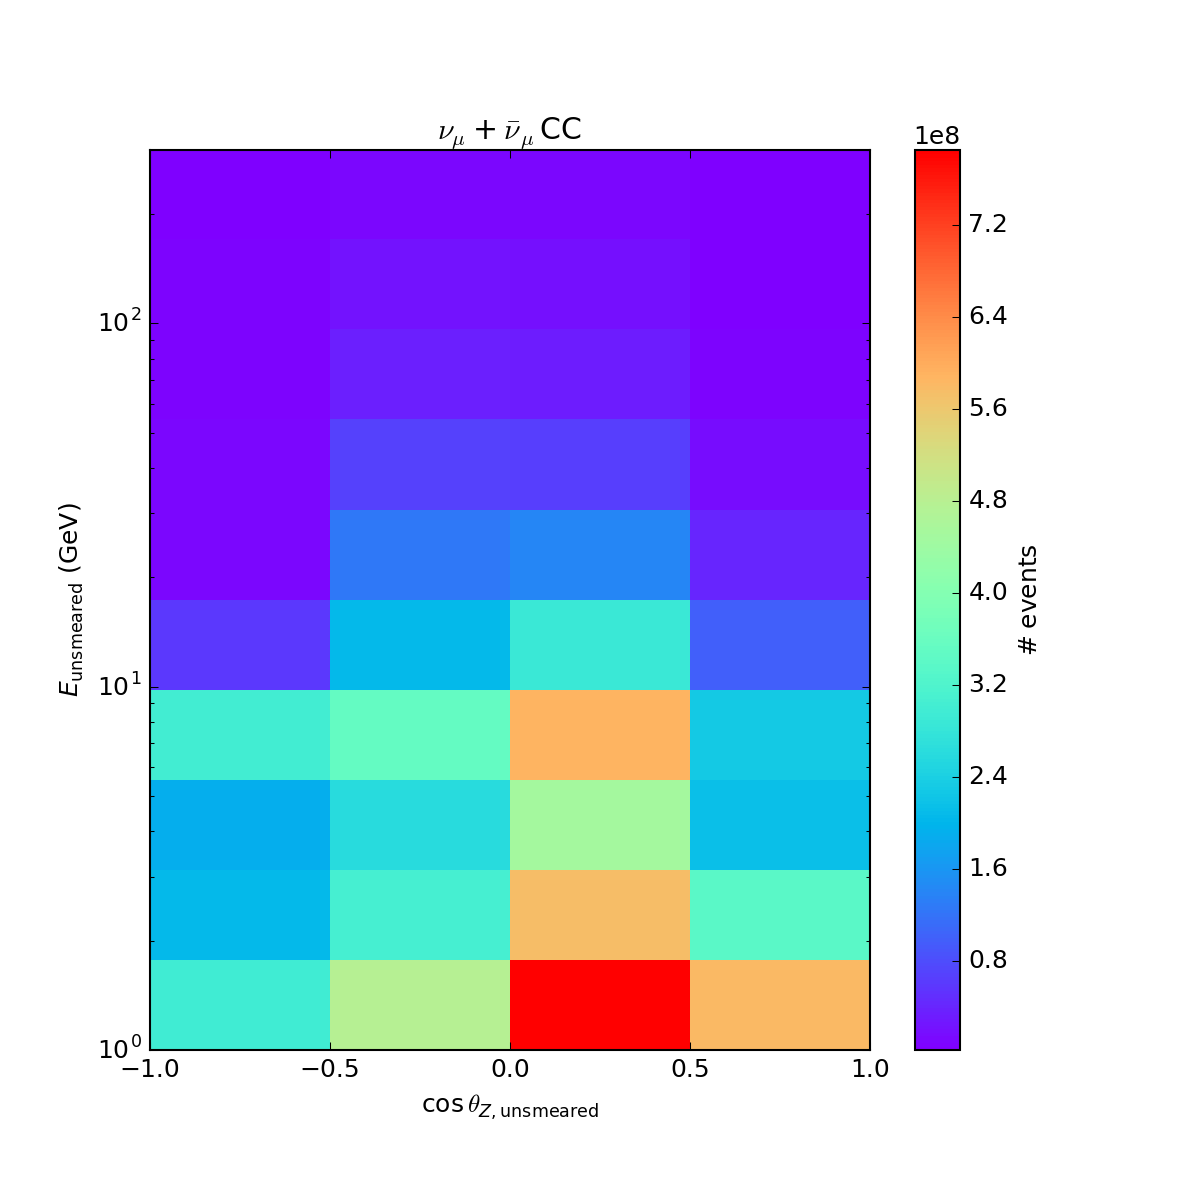 ν_μ + ν̄_μ CC
1e8
7.2
6.4
5.6
4.8
4.0
3.2
2.4
1.6
0.8
# events
10²
10¹
10⁰
E_unsmeared (GeV)
−1.0 −0.5 0.0 0.5 1.0
cos θ_Z, unsmeared